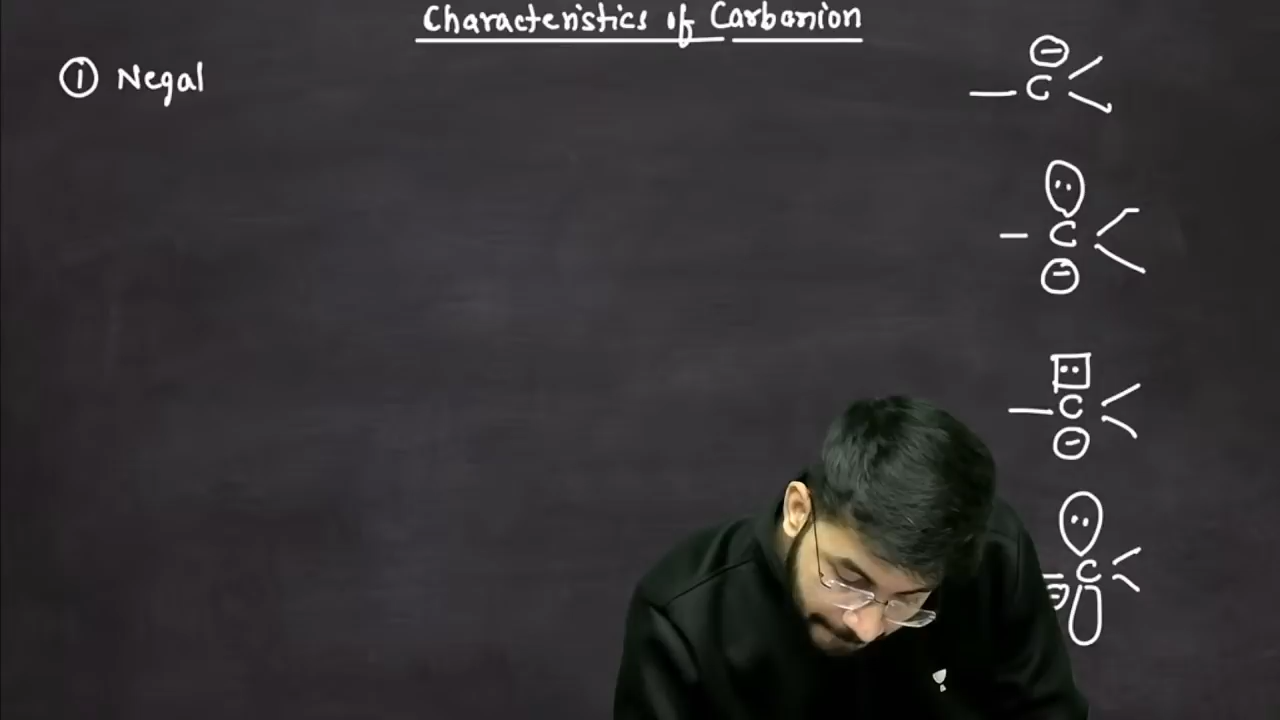 Characteristics of Carbanion
① Negal
⊖
C
C
⊖
C
⊖
C
⊖